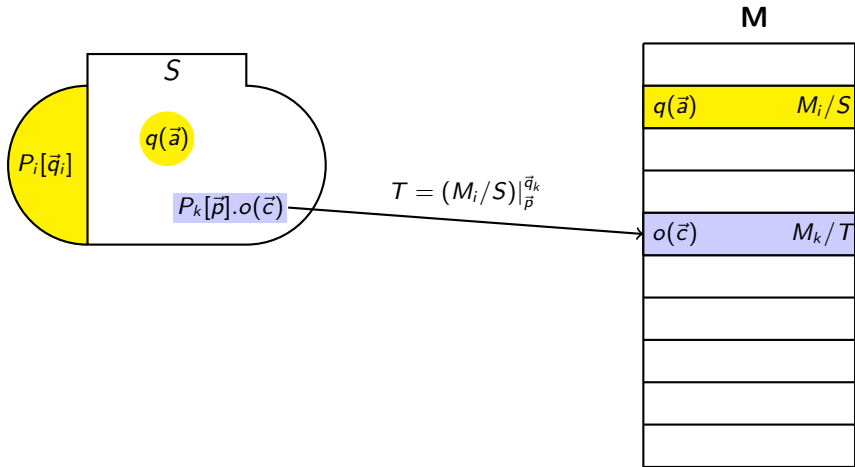 M
S
q(a⃗) M_i/S
q(a⃗)
P_i[q⃗_i]
T = (M_i/S)|_{p⃗}^{q⃗_k}
P_k[p⃗].o(c⃗)
o(c⃗) M_k/T